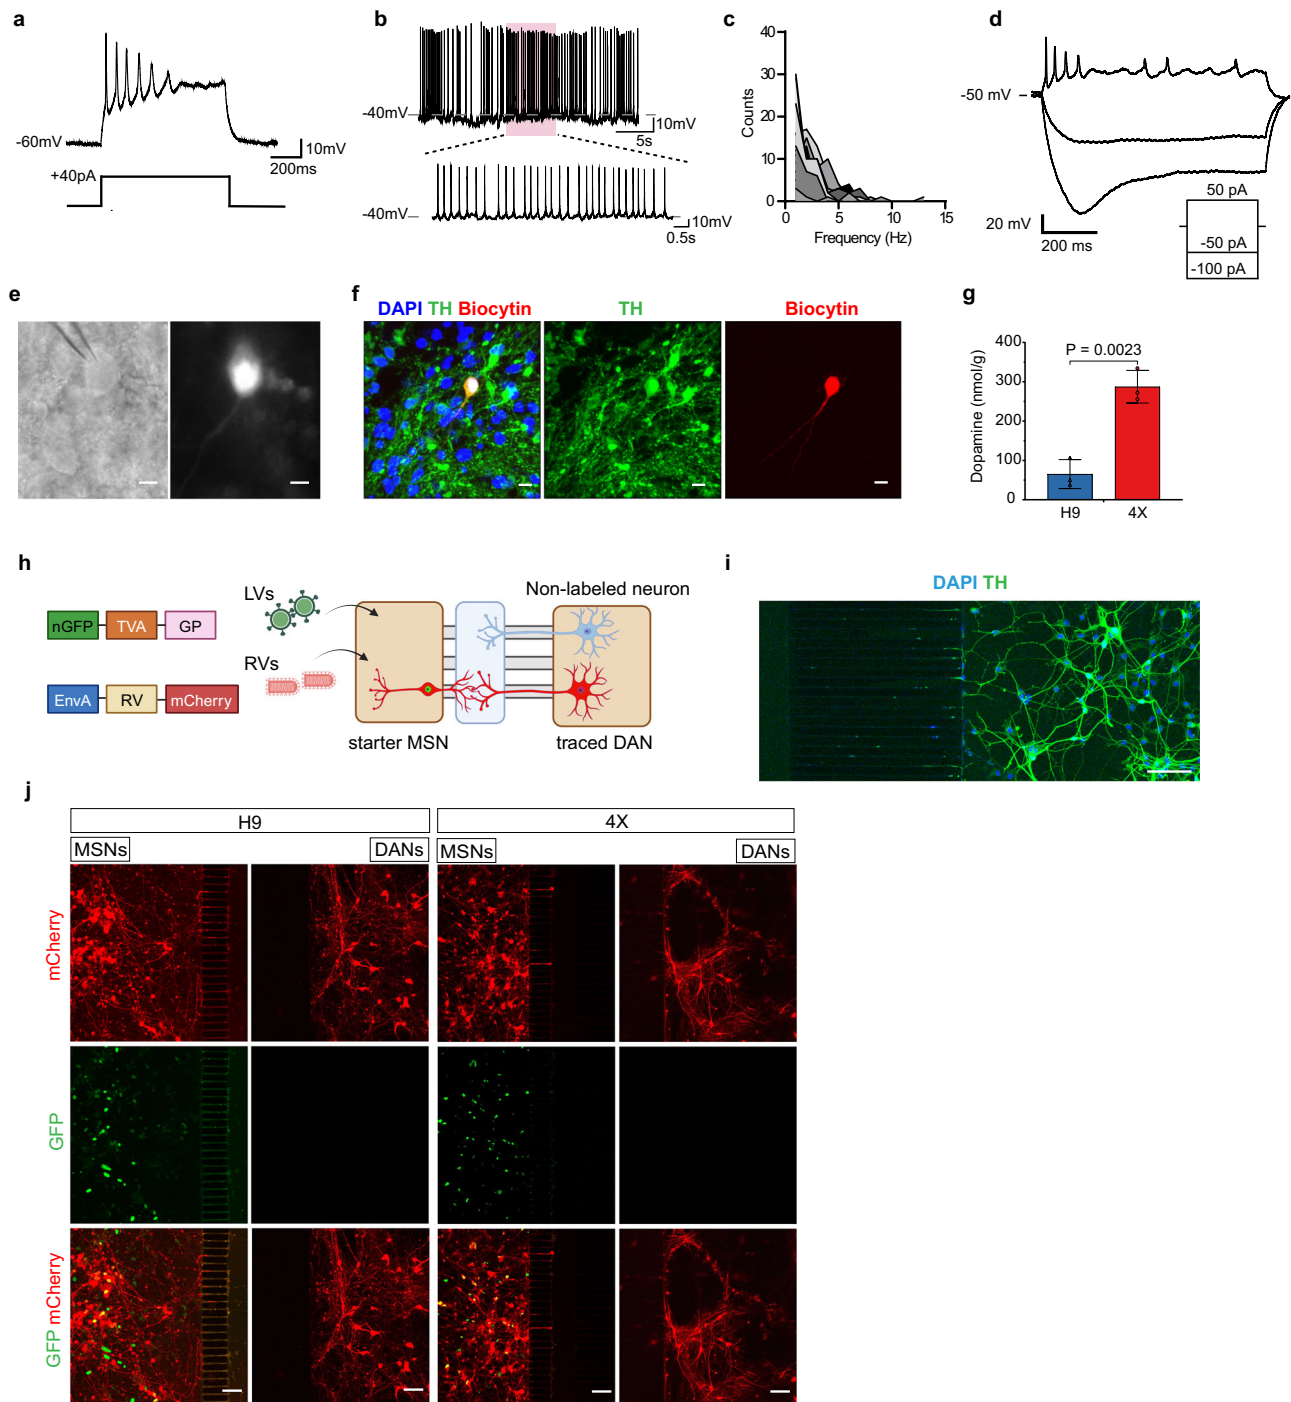 a
-60mV
10mV
200ms
+40pA
b
-40mV
10mV
5s
-40mV
10mV
0.5s
c
40
30
20
10
0
Counts
0
5
10
15
Frequency (Hz)
d
-50 mV
20 mV
200 ms
50 pA
-50 pA
-100 pA
e
f
DAPI TH Biocytin
TH
Biocytin
g
400
300
200
100
0
Dopamine (nmol/g)
P = 0.0023
H9
4X
h
nGFP
TVA
GP
EnvA
RV
mCherry
LVs
RVs
Non-labeled neuron
starter MSN
traced DAN
i
DAPI TH
j
H9
4X
MSNs
DANs
MSNs
DANs
mCherry
GFP
GFP mCherry